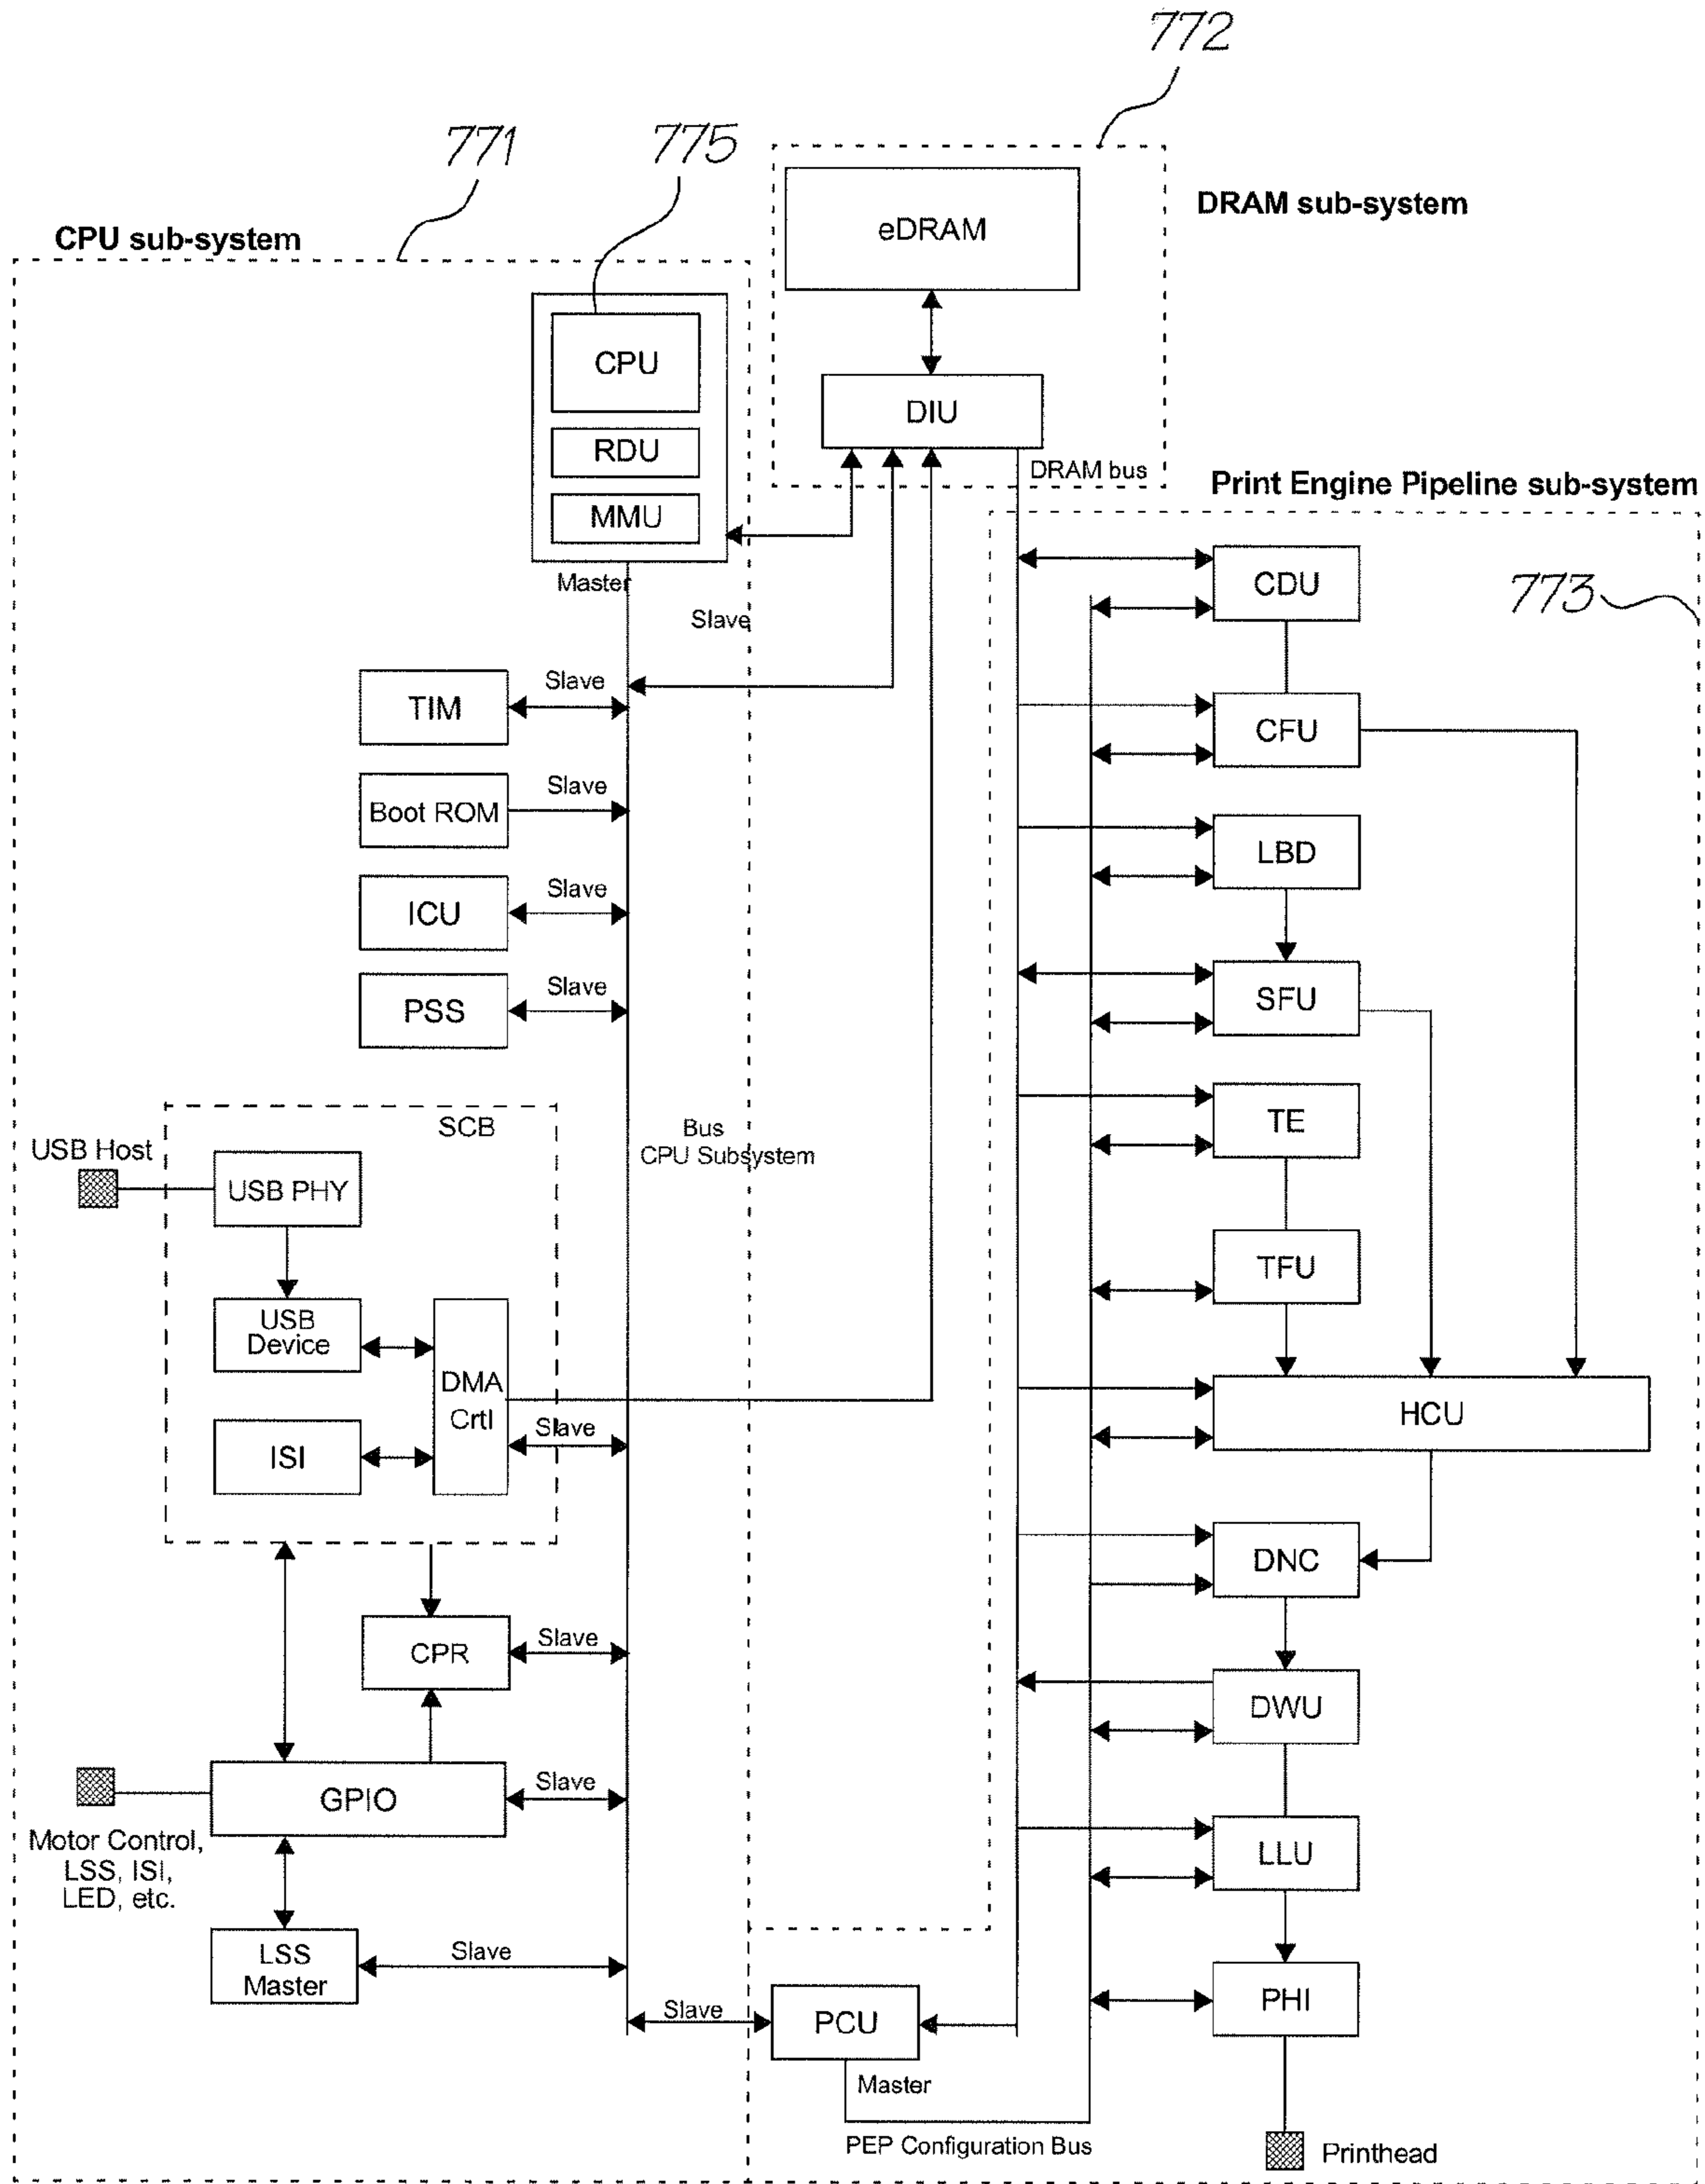 772
771
775
DRAM sub-system
eDRAM
CPU sub-system
CPU
DIU
RDU
DRAM bus
Print Engine Pipeline sub-system
MMU
Master
CDU
773
Slave
TIM
Slave
CFU
Boot ROM
Slave
LBD
ICU
Slave
PSS
Slave
SFU
SCB
Bus
CPU Subsystem
TE
USB Host
USB PHY
TFU
USB
Device
DMA
Crtl
Slave
HCU
ISI
DNC
CPR
Slave
DWU
GPIO
Slave
Motor Control,
LSS, ISI,
LED, etc.
LLU
LSS
Master
Slave
PHI
Slave
PCU
Master
PEP Configuration Bus
Printhead